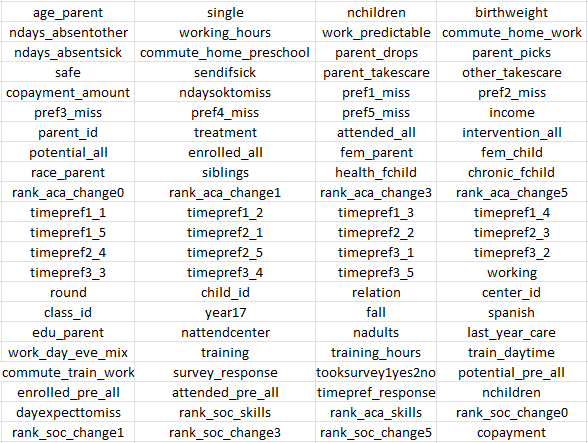 age_parent single nchildren birthweight
ndays_absentother working_hours work_predictable commute_home_work
ndays_absentsick commute_home_preschool parent_drops parent_picks
safe sendifsick parent_takescare other_takescare
copayment_amount ndaysoktomiss pref1_miss pref2_miss
pref3_miss pref4_miss pref5_miss income
parent_id treatment attended_all intervention_all
potential_all enrolled_all fem_parent fem_child
race_parent siblings health_fchild chronic_fchild
rank_aca_change0 rank_aca_change1 rank_aca_change3 rank_aca_change5
timepref1_1 timepref1_2 timepref1_3 timepref1_4
timepref1_5 timepref2_1 timepref2_2 timepref2_3
timepref2_4 timepref2_5 timepref3_1 timepref3_2
timepref3_3 timepref3_4 timepref3_5 working
round child_id relation center_id
class_id year17 fall spanish
edu_parent nattendcenter nadults last_year_care
work_day_eve_mix training training_hours train_daytime
commute_train_work survey_response tooksurvey1yes2no potential_pre_all
enrolled_pre_all attended_pre_all timepref_response nchildren
dayexpecttomiss rank_soc_skills rank_aca_skills rank_soc_change0
rank_soc_change1 rank_soc_change3 rank_soc_change5 copayment